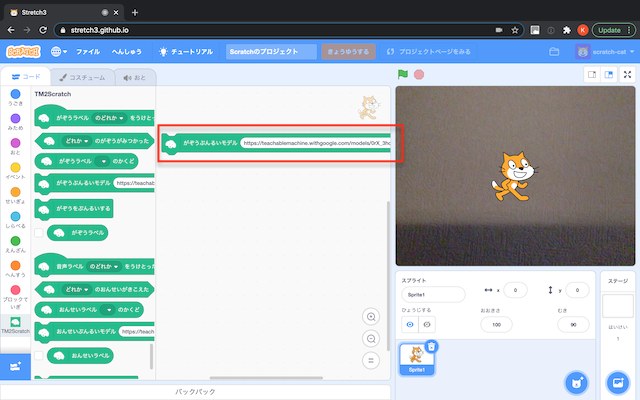 Stretch3
stretch3.github.io
K
Update
SCRATCH
ファイル
へんしゅう
チュートリアル
Scratchのプロジェクト
きょうゆうする
プロジェクトページをみる
scratch-cat
コード
コスチューム
おと
うごき
みため
おと
イベント
せいぎょ
しらべる
えんざん
へんすう
ブロックてい
ぎ
TM2Scratch
TM2Scratch
がぞうラベル のどれか をうけとっ
どれか のがぞうがみつかった
がぞうラベル のかくど
がぞうぶんるいモデル https://teachab
がぞうをぶんるいする
がぞうラベル
音声ラベル のどれか をうけとった
どれか のおんせいがきこえた
おんせいラベル のかくど
おんせいぶんるいモデル https://tea
おんせいラベル
がぞうぶんるいモデル https://teachablemachine.withgoogle.com/models/0rX_3hc
バックパック
スプライト
Sprite1
x 0
y 0
ひょうじする
おおきさ
100
むき
90
Sprite1
ステージ
はいけい
1